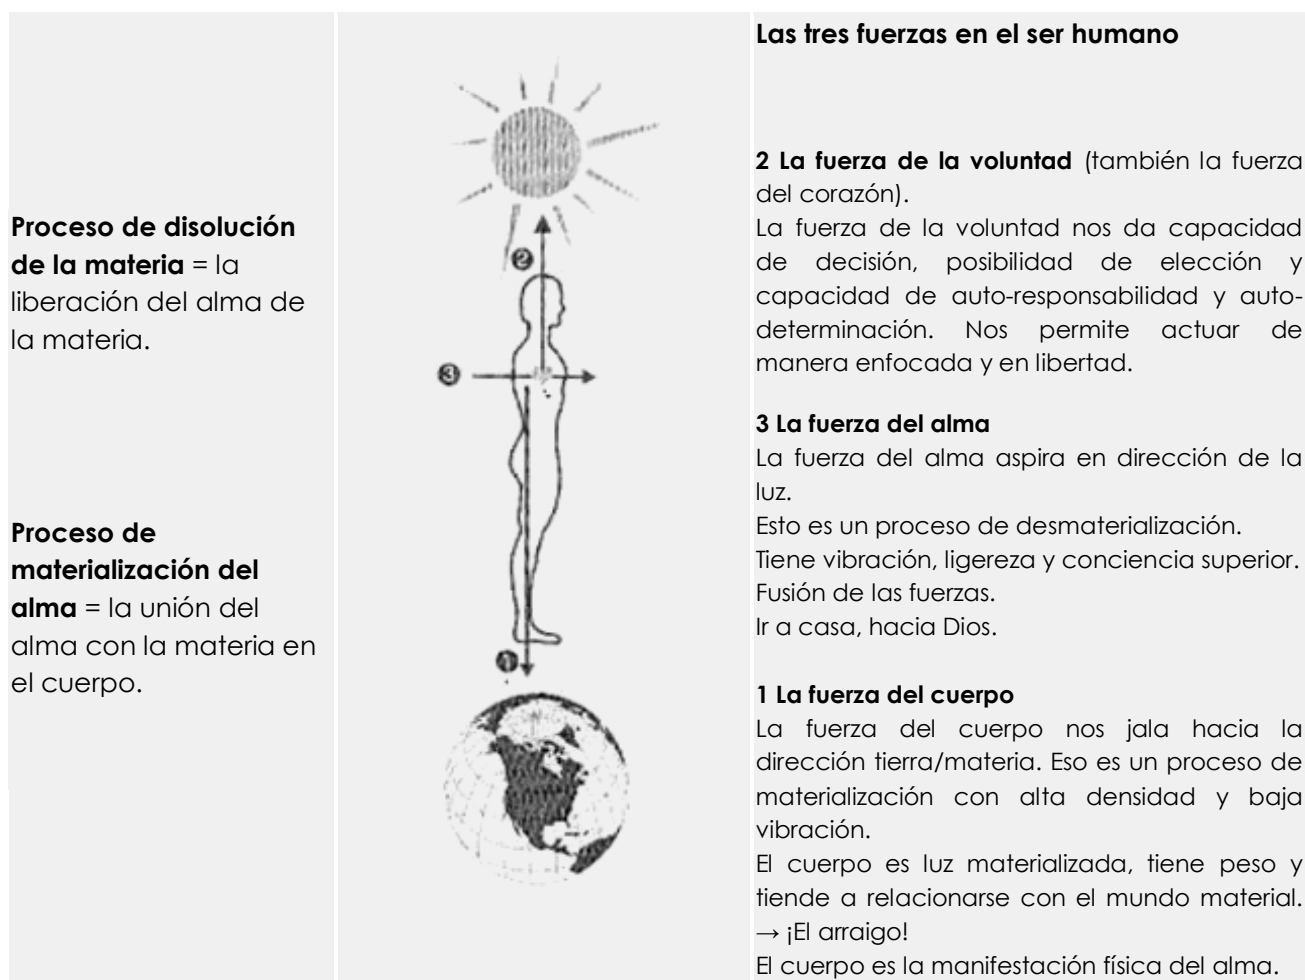 Proceso de disolución
de la materia = la
liberación del alma de
la materia.
Proceso de
materialización del
alma = la unión del
alma con la materia en
el cuerpo.
2
3
1
Las tres fuerzas en el ser humano
2 La fuerza de la voluntad (también la fuerza
del corazón).
La fuerza de la voluntad nos da capacidad
de decisión, posibilidad de elección y
capacidad de auto-responsabilidad y auto-
determinación. Nos permite actuar de
manera enfocada y en libertad.
3 La fuerza del alma
La fuerza del alma aspira en dirección de la
luz.
Esto es un proceso de desmaterialización.
Tiene vibración, ligereza y conciencia superior.
Fusión de las fuerzas.
Ir a casa, hacia Dios.
1 La fuerza del cuerpo
La fuerza del cuerpo nos jala hacia la
dirección tierra/materia. Eso es un proceso de
materialización con alta densidad y baja
vibración.
El cuerpo es luz materializada, tiene peso y
tiende a relacionarse con el mundo material.
→ ¡El arraigo!
El cuerpo es la manifestación física del alma.